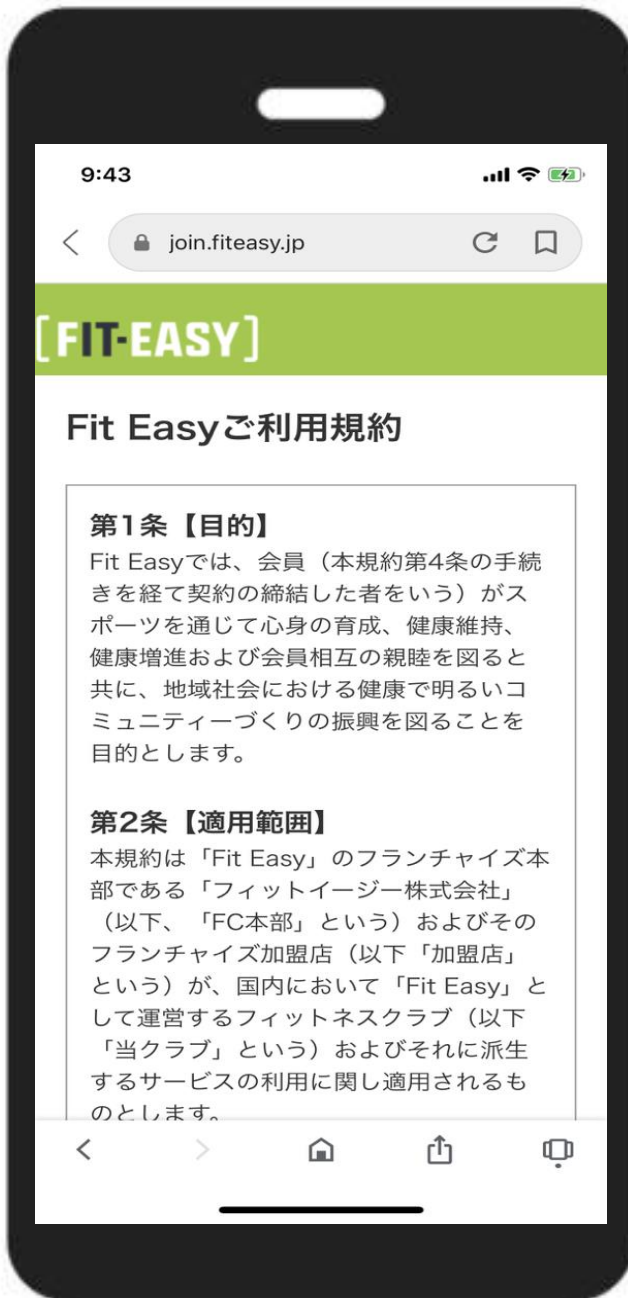 9:43
join.fiteasy.jp
[FIT-EASY]
Fit Easyご利用規約
第1条【目的】
Fit Easyでは、会員（本規約第4条の手続
きを経て契約の締結した者をいう）がス
ポーツを通じて心身の育成、健康維持、
健康増進および会員相互の親睦を図ると
共に、地域社会における健康で明るいコ
ミュニティーづくりの振興を図ることを
目的とします。
第2条【適用範囲】
本規約は「Fit Easy」のフランチャイズ本
部である「フィットイージー株式会社」
（以下、「FC本部」という）およびその
フランチャイズ加盟店（以下「加盟店」
という）が、国内において「Fit Easy」と
して運営するフィットネスクラブ（以下
「当クラブ」という）およびそれに派生
するサービスの利用に関し適用されるも
のとします。